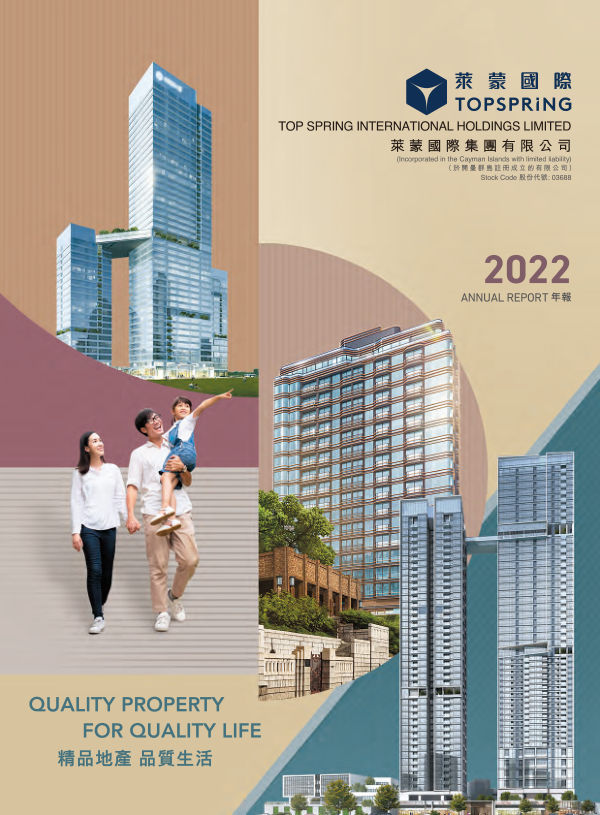 萊蒙國際
TOPSPRING
TOP SPRING INTERNATIONAL HOLDINGS LIMITED
萊蒙國際集團有限公司
(Incorporated in the Cayman Islands with limited liability)
(於開曼群島註冊成立的有限公司)
Stock Code 股份代號: 03688
2022
ANNUAL REPORT 年報
QUALITY PROPERTY
FOR QUALITY LIFE
精品地產 品質生活